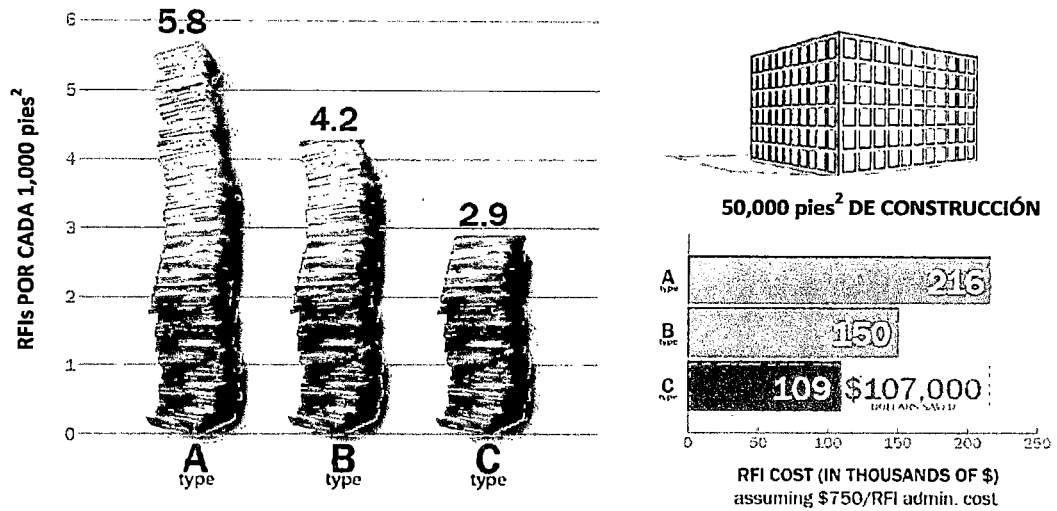 RFIs POR CADA 1,000 pies²
6
5
4
3
2
1
0
5.8
4.2
2.9
A
type
B
type
C
type
50,000 pies² DE CONSTRUCCIÓN
A
type
216
B
type
150
C
type
109
$107,000
DOLLARS SAVED
0
50
100
150
200
250
RFI COST (IN THOUSANDS OF $)
assuming $750/RFI admin. cost